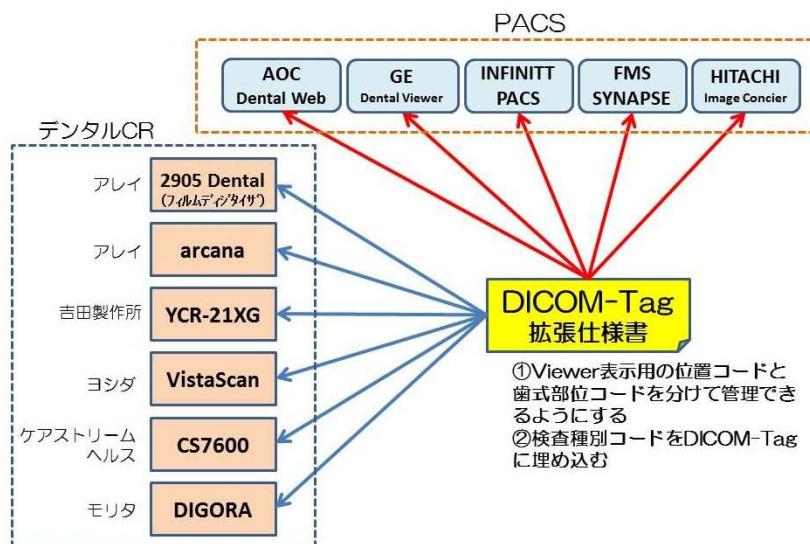 PACS
AOC
Dental Web
GE
Dental Viewer
INFINITT
PACS
FMS
SYNAPSE
HITACHI
Image Concier
デンタルCR
アレイ
2905 Dental
(フィルムディジタイザ)
アレイ
arcana
吉田製作所
YCR-21XG
ヨシダ
VistaScan
ケアストリーム
ヘルス
CS7600
モリタ
DIGORA
DICOM-Tag
拡張仕様書
①Viewer表示用の位置コードと
歯式部位コードを分けて管理でき
るようにする
②検査種別コードをDICOM-Tag
に埋め込む